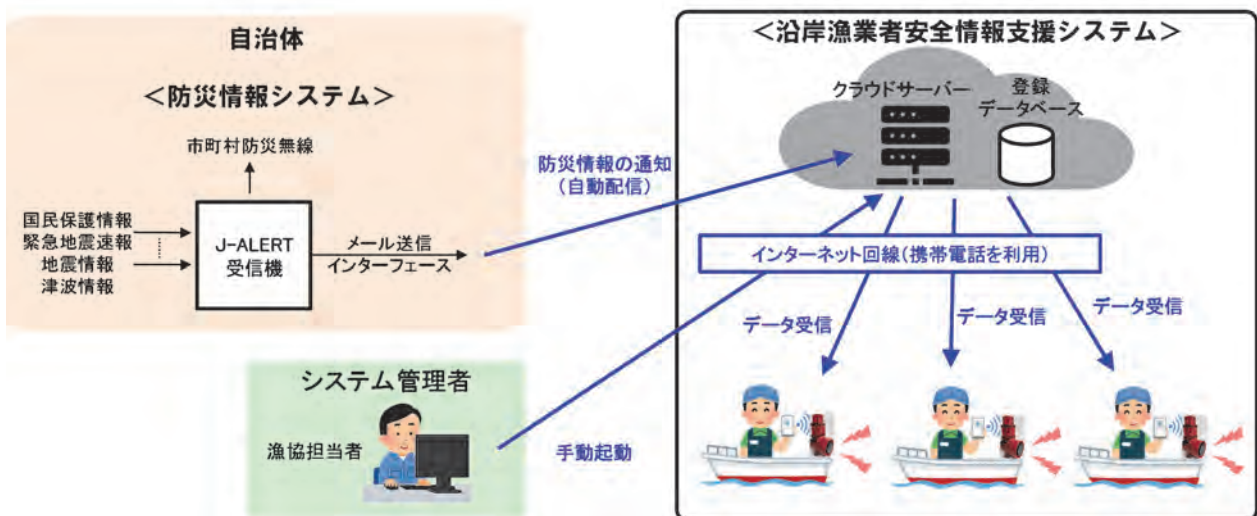 自治体
<防災情報システム>
市町村防災無線
国民保護情報
緊急地震速報
地震情報
津波情報
J-ALERT
受信機
メール送信
インターフェース
防災情報の通知
(自動配信)
システム管理者
漁協担当者
手動起動
<沿岸漁業者安全情報支援システム>
クラウドサーバー
登録
データベース
インターネット回線(携帯電話を利用)
データ受信
データ受信
データ受信